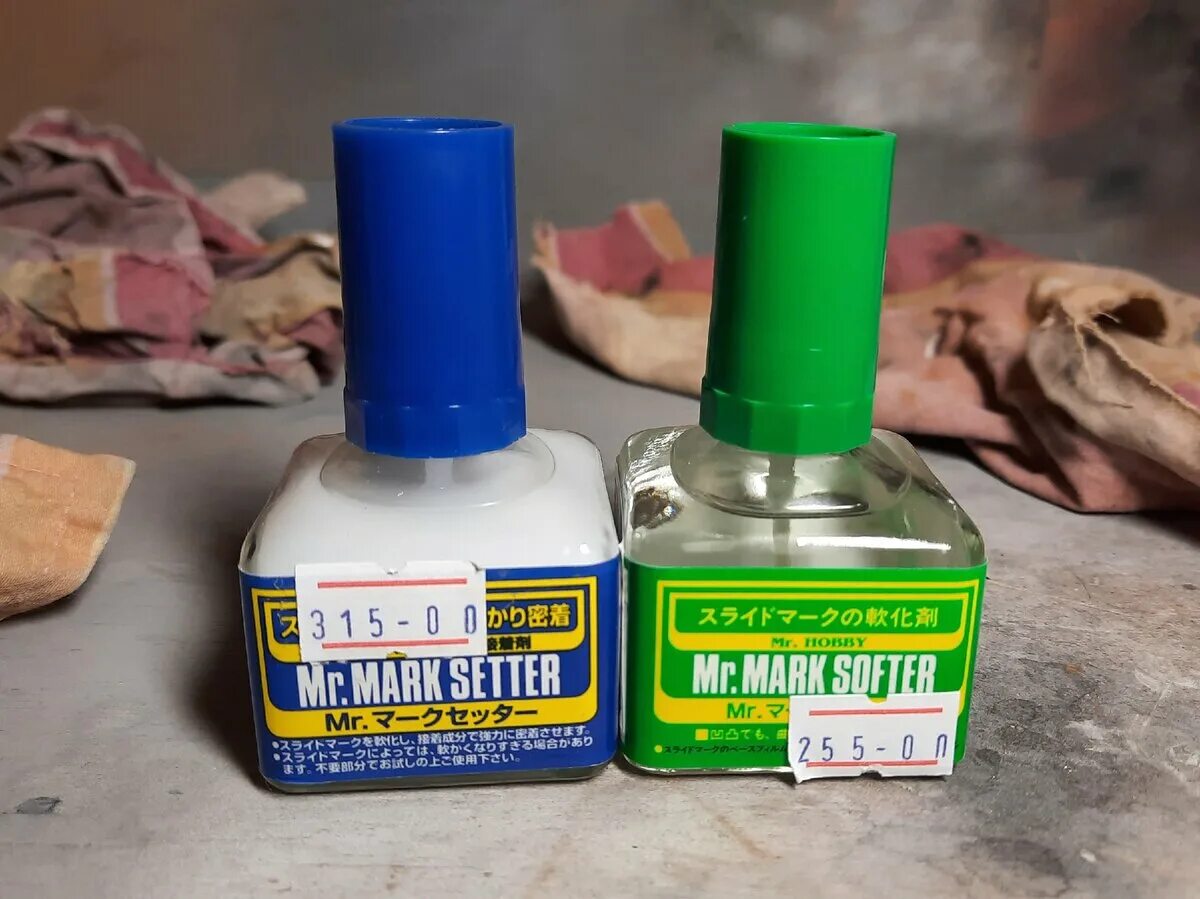 315-00
かり密着
接着剤
Mr.MARK SETTER
Mr.マークセッター
●スライドマークを軟化し、接着成分で強力に密着させます。
●スライドマークによっては、軟かくなりすぎる場合があり
ます。不要部分でお試しの上ご使用下さい。
スライドマークの軟化剤
Mr. HOBBY
Mr.MARK SOFTER
Mr.マ
■凹凸でも、曲
●スライドマークのベースフィルム
255-00